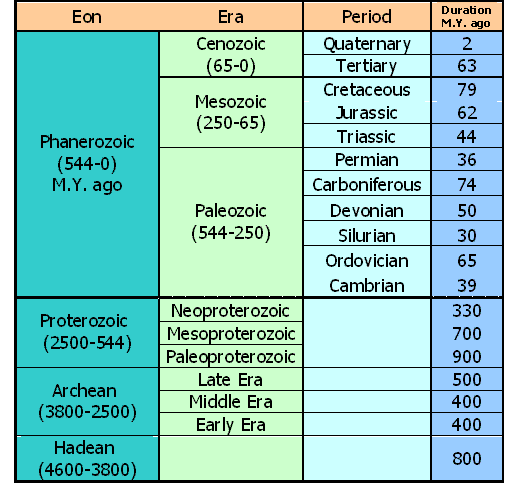 Eon Era Period Duration
M.Y. ago
Phanerozoic
(544-0)
M.Y. ago
Cenozoic
(65-0)
Quaternary 2
Tertiary 63
Mesozoic
(250-65)
Cretaceous 79
Jurassic 62
Triassic 44
Paleozoic
(544-250)
Permian 36
Carboniferous 74
Devonian 50
Silurian 30
Ordovician 65
Cambrian 39
Proterozoic
(2500-544)
Neoproterozoic 330
Mesoproterozoic 700
Paleoproterozoic 900
Archean
(3800-2500)
Late Era 500
Middle Era 400
Early Era 400
Hadean
(4600-3800)
800